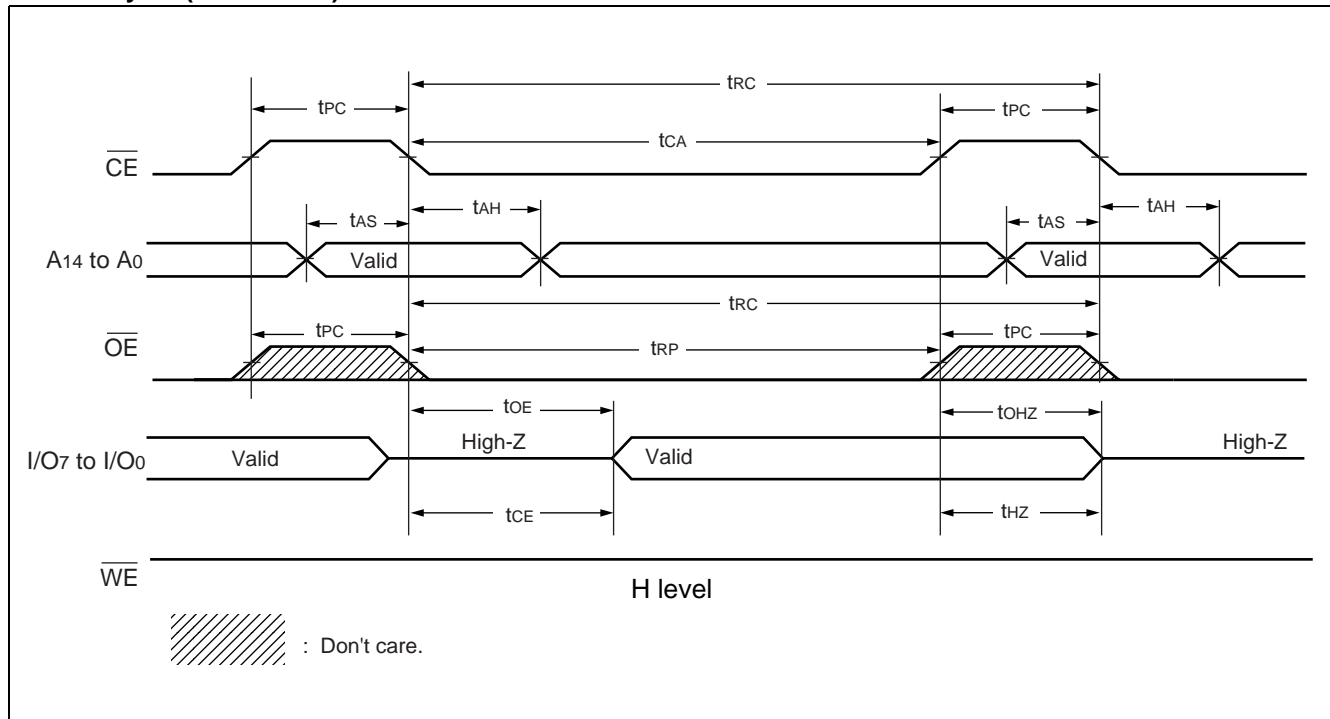 tRC
tPC
tPC
tCA
CE
tAS
tAH
tAS
tAH
A14 to A0
Valid
Valid
tRC
tPC
tPC
OE
tRP
tOE
tOHZ
High-Z
High-Z
I/O7 to I/O0
Valid
Valid
tCE
tHZ
WE
H level
: Don't care.